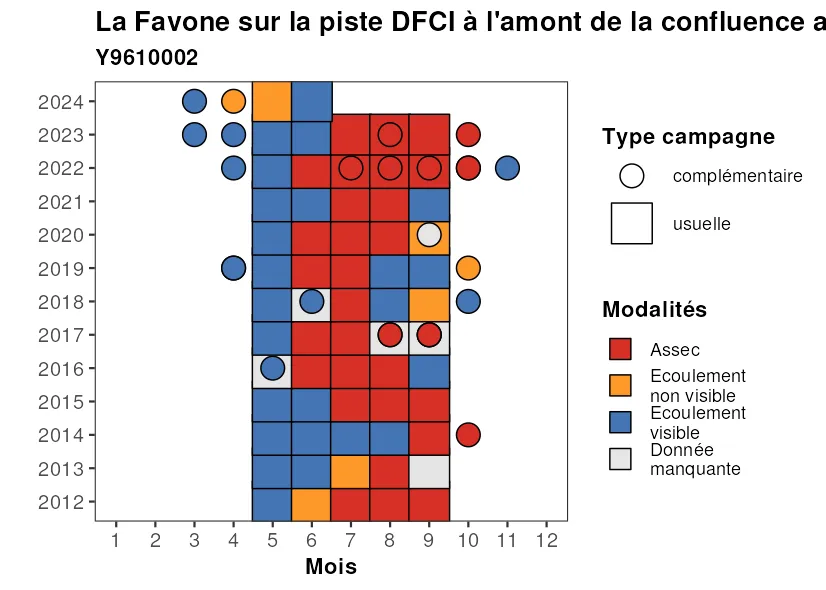 La Favone sur la piste DFCI à l'amont de la confluence a
Y9610002
2024
2023
2022
2021
2020
2019
2018
2017
2016
2015
2014
2013
2012
1 2 3 4 5 6 7 8 9 10 11 12
Mois
Type campagne
complémentaire
usuelle
Modalités
Assec
Ecoulement
non visible
Ecoulement
visible
Donnée
manquante